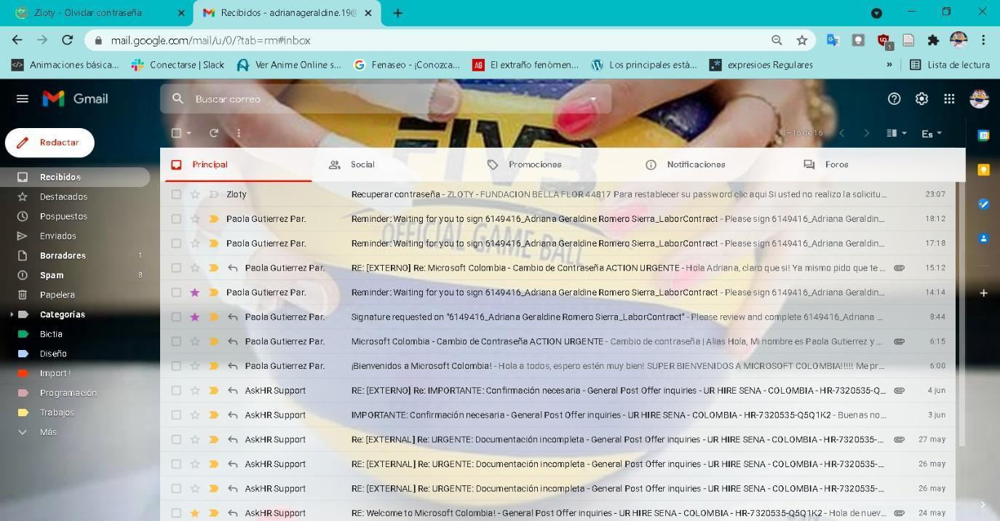 Zloty - Olvidar contraseña
Recibidos - adrianageraldine.19@
mail.google.com/mail/u/0/?tab=rm#inbox
1
Animaciones básica...
Conectarse | Slack
Ver Anime Online s...
Fenaseo - ¡Conozca...
AG El extraño fenómen...
Los principales está...
expresioes Regulares
»
Lista de lectura
Gmail
Buscar correo
1–16 de 16
Es
Redactar
Principal
Social
Promociones
Notificaciones
Foros
Recibidos
Destacados
Pospuestos
Enviados
Borradores 1
Spam 8
Papelera
Categorías
Bictia
Diseño
Import!
Programación
Trabajos
Más
Zloty Recuperar contraseña - ZLOTY - FUNDACION BELLA FLOR 44817 Para restablecer su password clic aqui Si usted no realizo la solicitu... 23:07
Paola Gutierrez Par. Reminder: Waiting for you to sign 6149416_Adriana Geraldine Romero Sierra_LaborContract - Please sign 6149416_Adriana Geraldin... 18:12
Paola Gutierrez Par. Reminder: Waiting for you to sign 6149416_Adriana Geraldine Romero Sierra_LaborContract - Please sign 6149416_Adriana Geraldin... 17:18
Paola Gutierrez Par. RE: [EXTERNO] Re: Microsoft Colombia - Cambio de Contraseña ACTION URGENTE - Hola Adriana, claro que si! Ya mismo pido que te ... 15:12
Paola Gutierrez Par. Reminder: Waiting for you to sign 6149416_Adriana Geraldine Romero Sierra_LaborContract - Please sign 6149416_Adriana Geraldin... 14:14
Paola Gutierrez Par. Signature requested on "6149416_Adriana Geraldine Romero Sierra_LaborContract" - Please review and complete 6149416_Adriana ... 8:44
Paola Gutierrez Par. Microsoft Colombia - Cambio de Contraseña ACTION URGENTE - Cambio de contraseña | Alias Hola, Mi nombre es Paola Gutierrez y ... 6:15
Paola Gutierrez Par. ¡Bienvenidos a Microsoft Colombia! - Hola a todos, espero estén muy bien! SUPER BIENVENIDOS A MICROSOFT COLOMBIA!!!!! Me pr... 6:00
AskHR Support RE: [EXTERNO] Re: IMPORTANTE: Confirmación necesaria - General Post Offer inquiries - UR HIRE SENA - COLOMBIA - HR-7320535-Q... 4 jun
AskHR Support IMPORTANTE: Confirmación necesaria - General Post Offer inquiries - UR HIRE SENA - COLOMBIA - HR-7320535-Q5Q1K2 - Buenas no... 3 jun
AskHR Support Re: [EXTERNAL] Re: URGENTE: Documentación incompleta - General Post Offer inquiries - UR HIRE SENA - COLOMBIA - HR-7320535-... 27 may
AskHR Support RE: [EXTERNAL] Re: URGENTE: Documentación incompleta - General Post Offer inquiries - UR HIRE SENA - COLOMBIA - HR-7320535-... 26 may
AskHR Support RE: [EXTERNAL] Re: URGENTE: Documentación incompleta - General Post Offer inquiries - UR HIRE SENA - COLOMBIA - HR-7320535-... 26 may
AskHR Support RE: Welcome to Microsoft Colombia! - General Post Offer inquiries - UR HIRE SENA - COLOMBIA - HR-7320535-Q5Q1K2 - Hola de nuev... 24 may
FIVB
OFFICIAL GAME BALL
31